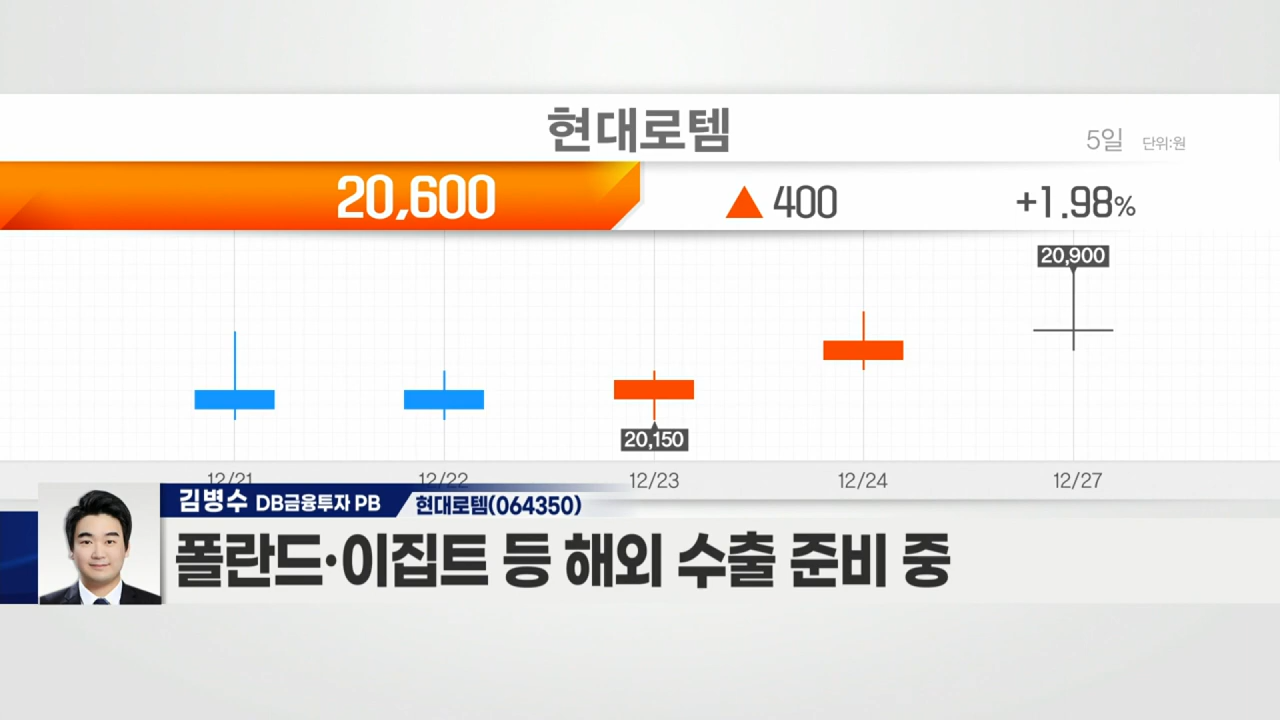 현대로템
5일 단위:원
20,600 ▲400 +1.98%
20,900
20,150
12/21 12/22 12/23 12/24 12/27
김병수 DB금융투자 PB 현대로템(064350)
폴란드·이집트 등 해외 수출 준비 중